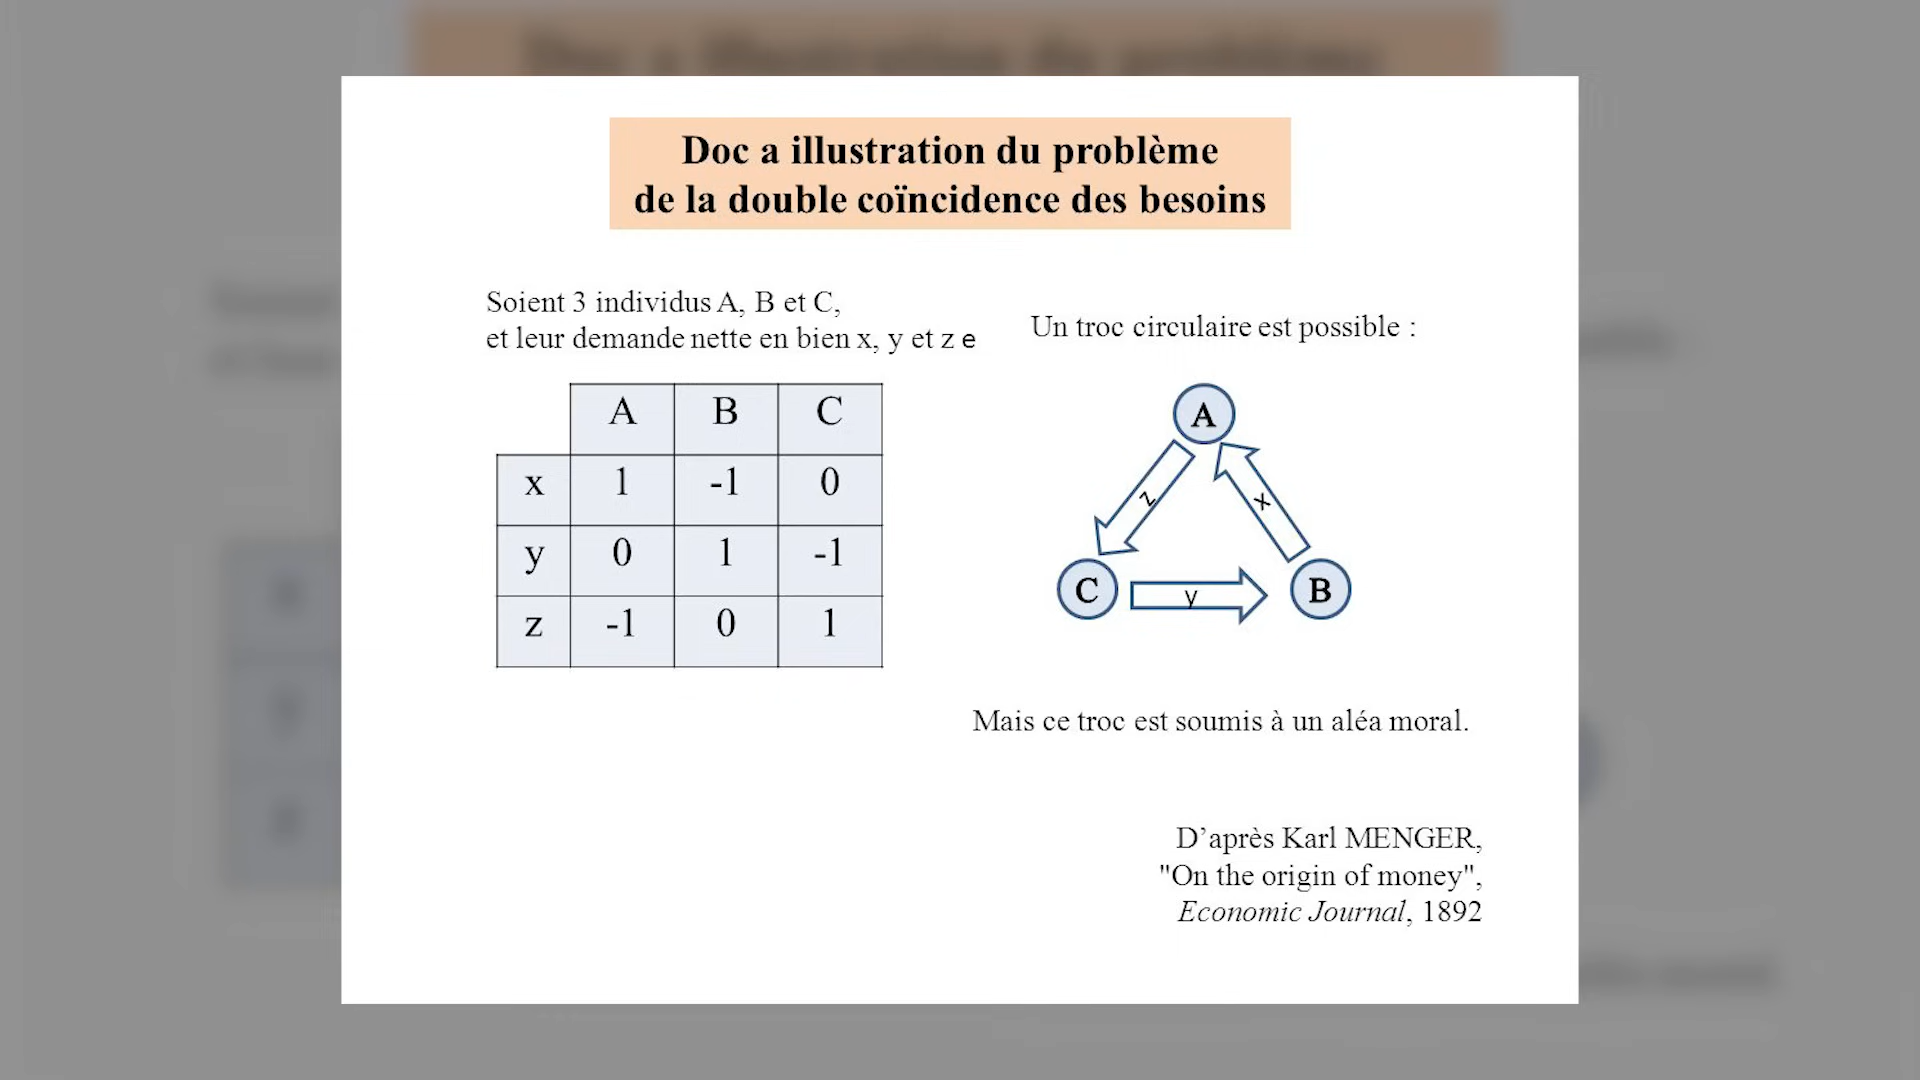 Doc a illustration du problème
de la double coïncidence des besoins
Soient 3 individus A, B et C,
et leur demande nette en bien x, y et z e
A B C
x 1 -1 0
y 0 1 -1
z -1 0 1
Un troc circulaire est possible :
A
z x
C y B
Mais ce troc est soumis à un aléa moral.
D’après Karl MENGER,
"On the origin of money",
Economic Journal, 1892